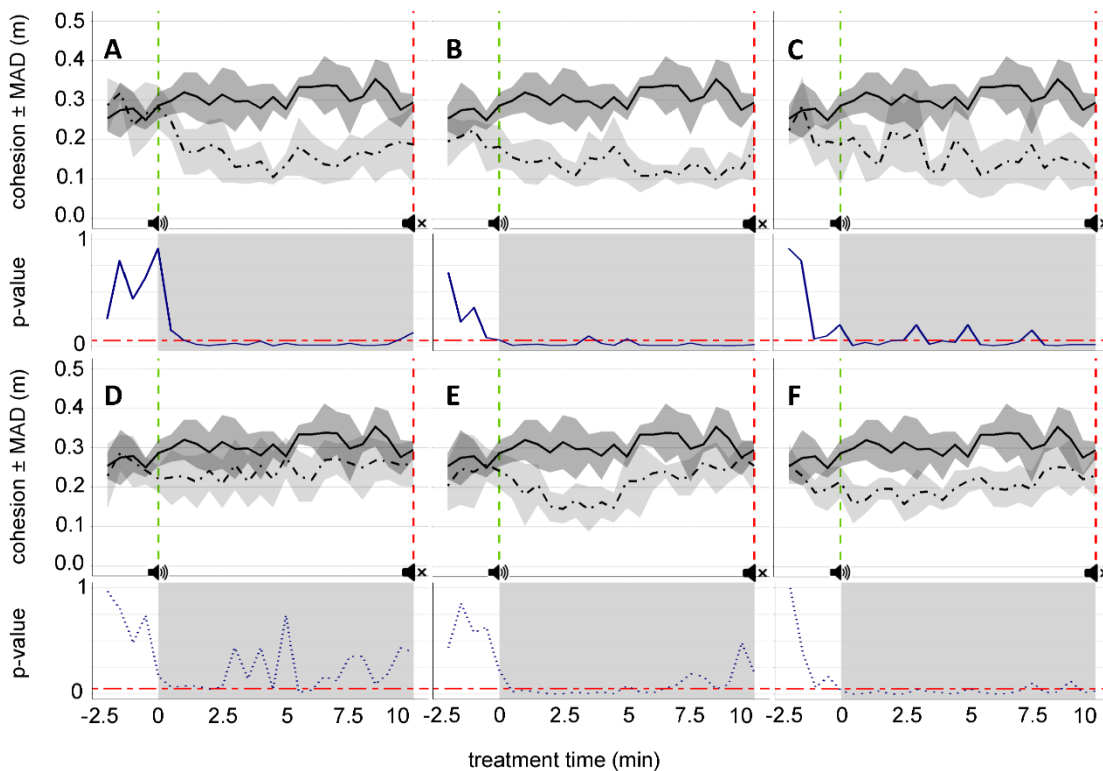 cohesion ± MAD (m)
0.5
0.4
0.3
0.2
0.1
0.0
A
B
C
p-value
1
0
cohesion ± MAD (m)
0.5
0.4
0.3
0.2
0.1
0.0
D
E
F
p-value
1
0
-2.5 0 2.5 5 7.5 10 -2.5 0 2.5 5 7.5 10 -2.5 0 2.5 5 7.5 10
treatment time (min)